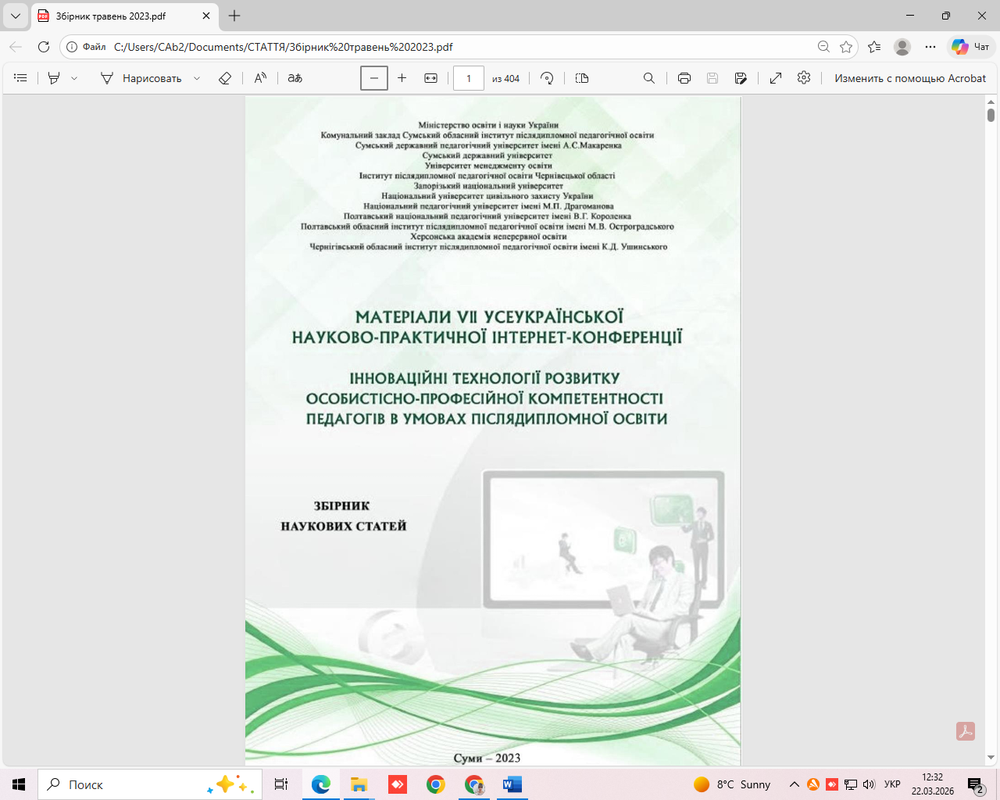 Збірник травень 2023.pdf
Файл
C:/Users/CAb2/Documents/СТАТТЯ/Збірник%20травень%202023.pdf
Чат
Нарисовать
1
из 404
Изменить с помощью Acrobat
Міністерство освіти і науки України
Комунальний заклад Сумський обласний інститут післядипломної педагогічної освіти
Сумський державний педагогічний університет імені А.С.Макаренка
Сумський державний університет
Університет менеджменту освіти
Інститут післядипломної педагогічної освіти Чернівецької області
Запорізький національний університет
Національний університет цивільного захисту України
Національний педагогічний університет імені М.П. Драгоманова
Полтавський національний педагогічний університет імені В.Г. Короленка
Полтавський обласний інститут післядипломної педагогічної освіти імені М.В. Остроградського
Херсонська академія неперервної освіти
Чернігівський обласний інститут післядипломної педагогічної освіти імені К.Д. Ушинського
МАТЕРІАЛИ VII УСЕУКРАЇНСЬКОЇ
НАУКОВО-ПРАКТИЧНОЇ ІНТЕРНЕТ-КОНФЕРЕНЦІЇ
ІННОВАЦІЙНІ ТЕХНОЛОГІЇ РОЗВИТКУ
ОСОБИСТІСНО-ПРОФЕСІЙНОЇ КОМПЕТЕНТНОСТІ
ПЕДАГОГІВ В УМОВАХ ПІСЛЯДИПЛОМНОЇ ОСВІТИ
ЗБІРНИК
НАУКОВИХ СТАТЕЙ
Суми – 2023
Поиск
8°C Sunny
УКР
12:32
22.03.2026
2